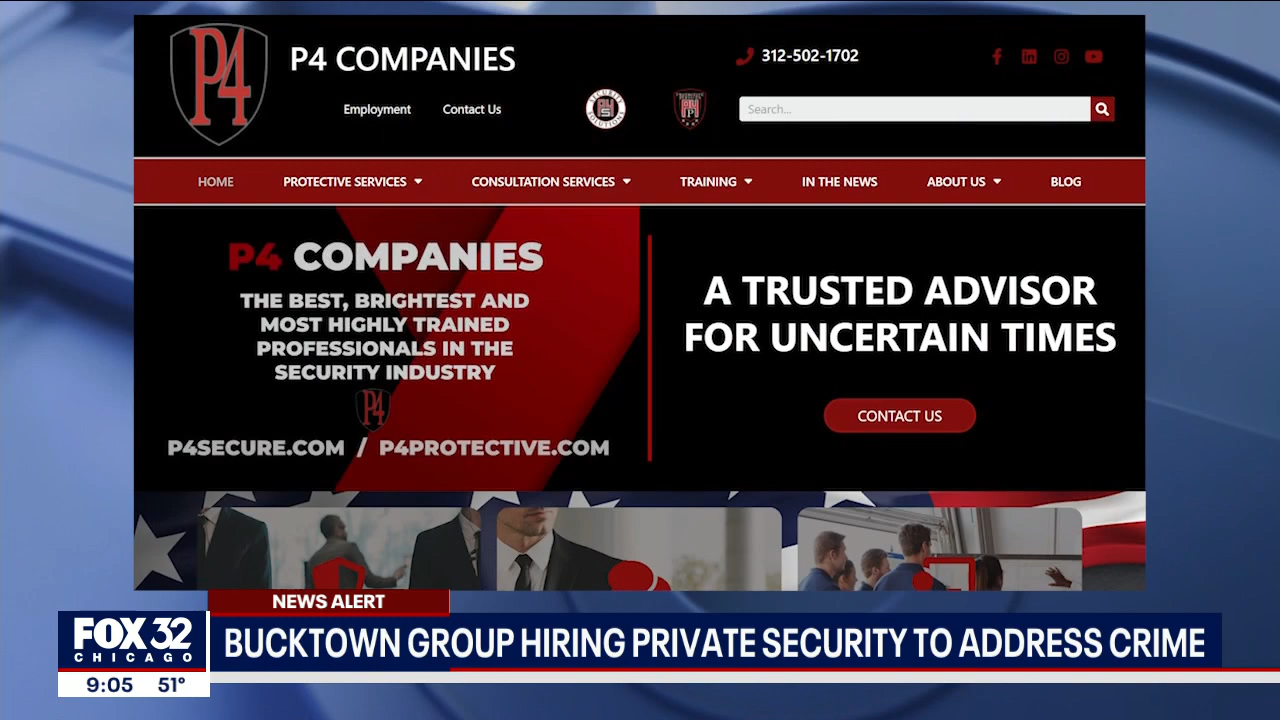 P4
P4 COMPANIES
312-502-1702
Employment
Contact Us
Search...
HOME
PROTECTIVE SERVICES
CONSULTATION SERVICES
TRAINING
IN THE NEWS
ABOUT US
BLOG
P4 COMPANIES
THE BEST, BRIGHTEST AND
MOST HIGHLY TRAINED
PROFESSIONALS IN THE
SECURITY INDUSTRY
P4
P4SECURE.COM / P4PROTECTIVE.COM
A TRUSTED ADVISOR
FOR UNCERTAIN TIMES
CONTACT US
NEWS ALERT
FOX 32
CHICAGO
BUCKTOWN GROUP HIRING PRIVATE SECURITY TO ADDRESS CRIME
9:05 51°